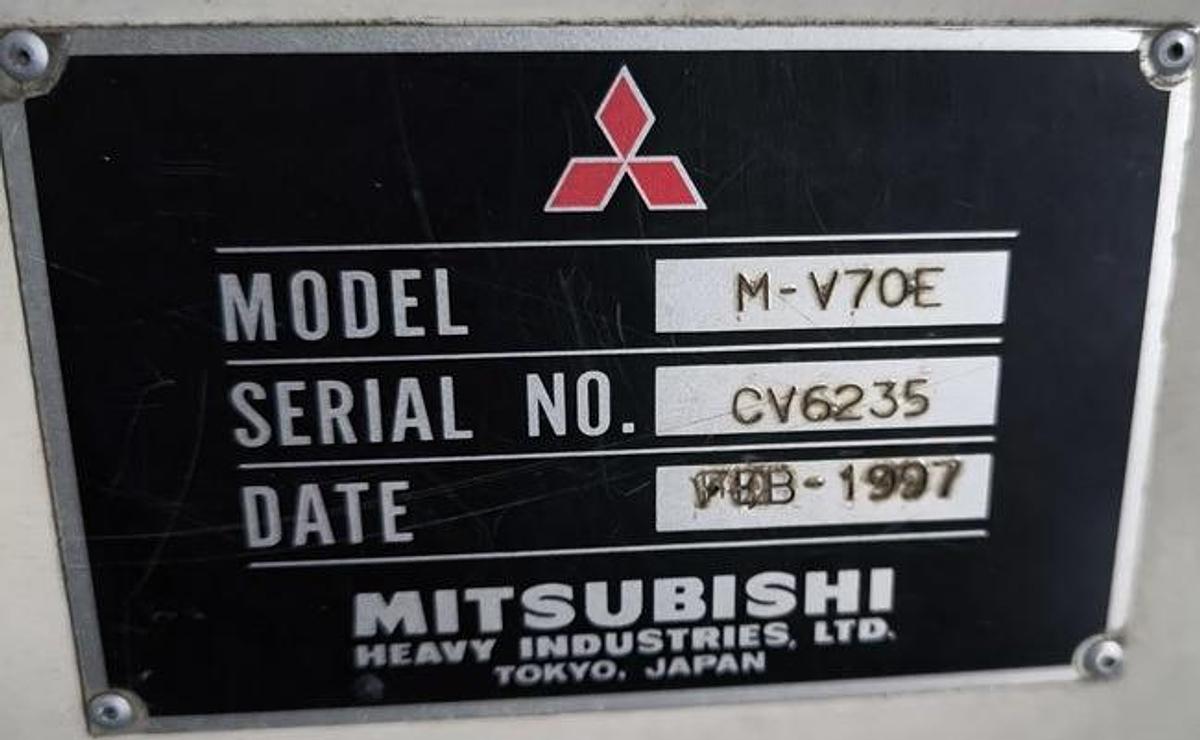 MODEL M-V70E
SERIAL NO. CV6235
DATE FEB-1997
MITSUBISHI
HEAVY INDUSTRIES, LTD.
TOKYO, JAPAN